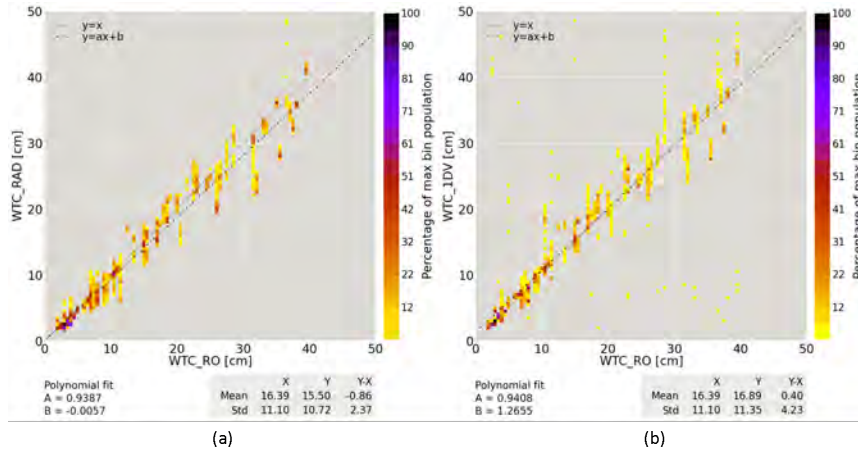 y=x
y=ax+b
50
40
30
20
10
0
WTC_RAD [cm]
0 10 20 30 40 50
WTC_RO [cm]
100
90
80
71
61
51
41
32
22
12
Percentage of max bin population
Polynomial fit
A = 0.9387
B = -0.0057
X Y Y-X
Mean 16.39 15.50 -0.86
Std 11.10 10.72 2.37
(a)
y=x
y=ax+b
50
40
30
20
10
0
WTC_1DV [cm]
0 10 20 30 40 50
WTC_RO [cm]
100
90
80
71
61
51
41
32
22
12
Percentage of max bin population
Polynomial fit
A = 0.9408
B = 1.2655
X Y Y-X
Mean 16.39 16.89 0.40
Std 11.10 11.35 4.23
(b)